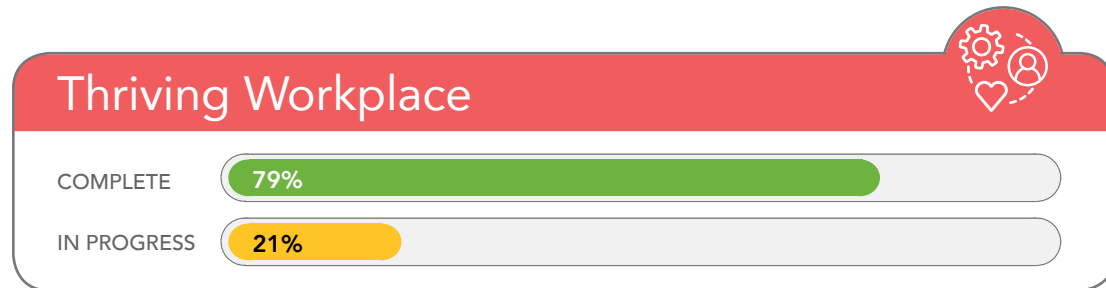 Thriving Workplace
COMPLETE 79%
IN PROGRESS 21%